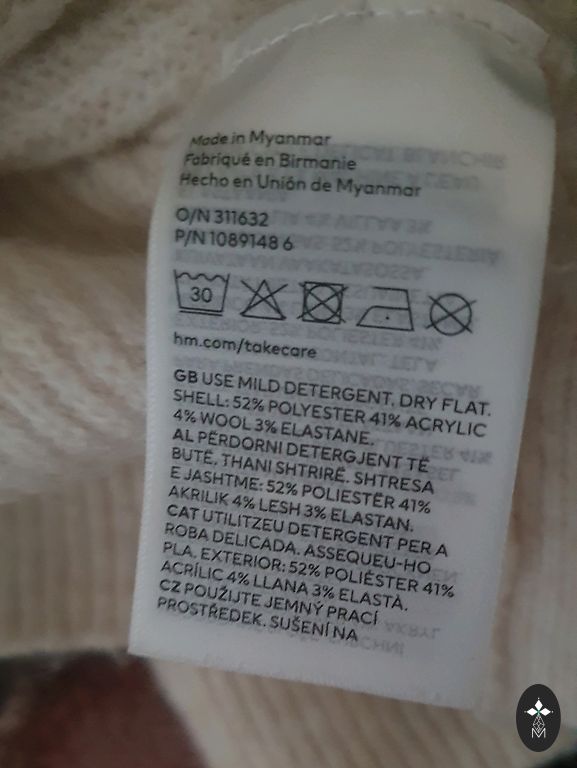 Made in Myanmar
Fabriqué en Birmanie
Hecho en Unión de Myanmar
O/N 311632
P/N 1089148 6
30
hm.com/takecare
GB USE MILD DETERGENT. DRY FLAT.
SHELL: 52% POLYESTER 41% ACRYLIC
4% WOOL 3% ELASTANE.
AL PËRDORNI DETERGJENT TË
BUTË. THANI SHTRIRË. SHTRESA
E JASHTME: 52% POLIESTËR 41%
AKRILIK 4% LESH 3% ELASTAN.
CAT UTILITZEU DETERGENT PER A
ROBA DELICADA. ASSEQUEU-HO
PLA. EXTERIOR: 52% POLIÈSTER 41%
ACRÍLIC 4% LLANA 3% ELASTÀ.
CZ POUŽIJTE JEMNÝ PRACÍ
PROSTŘEDEK. SUŠENÍ NA
M